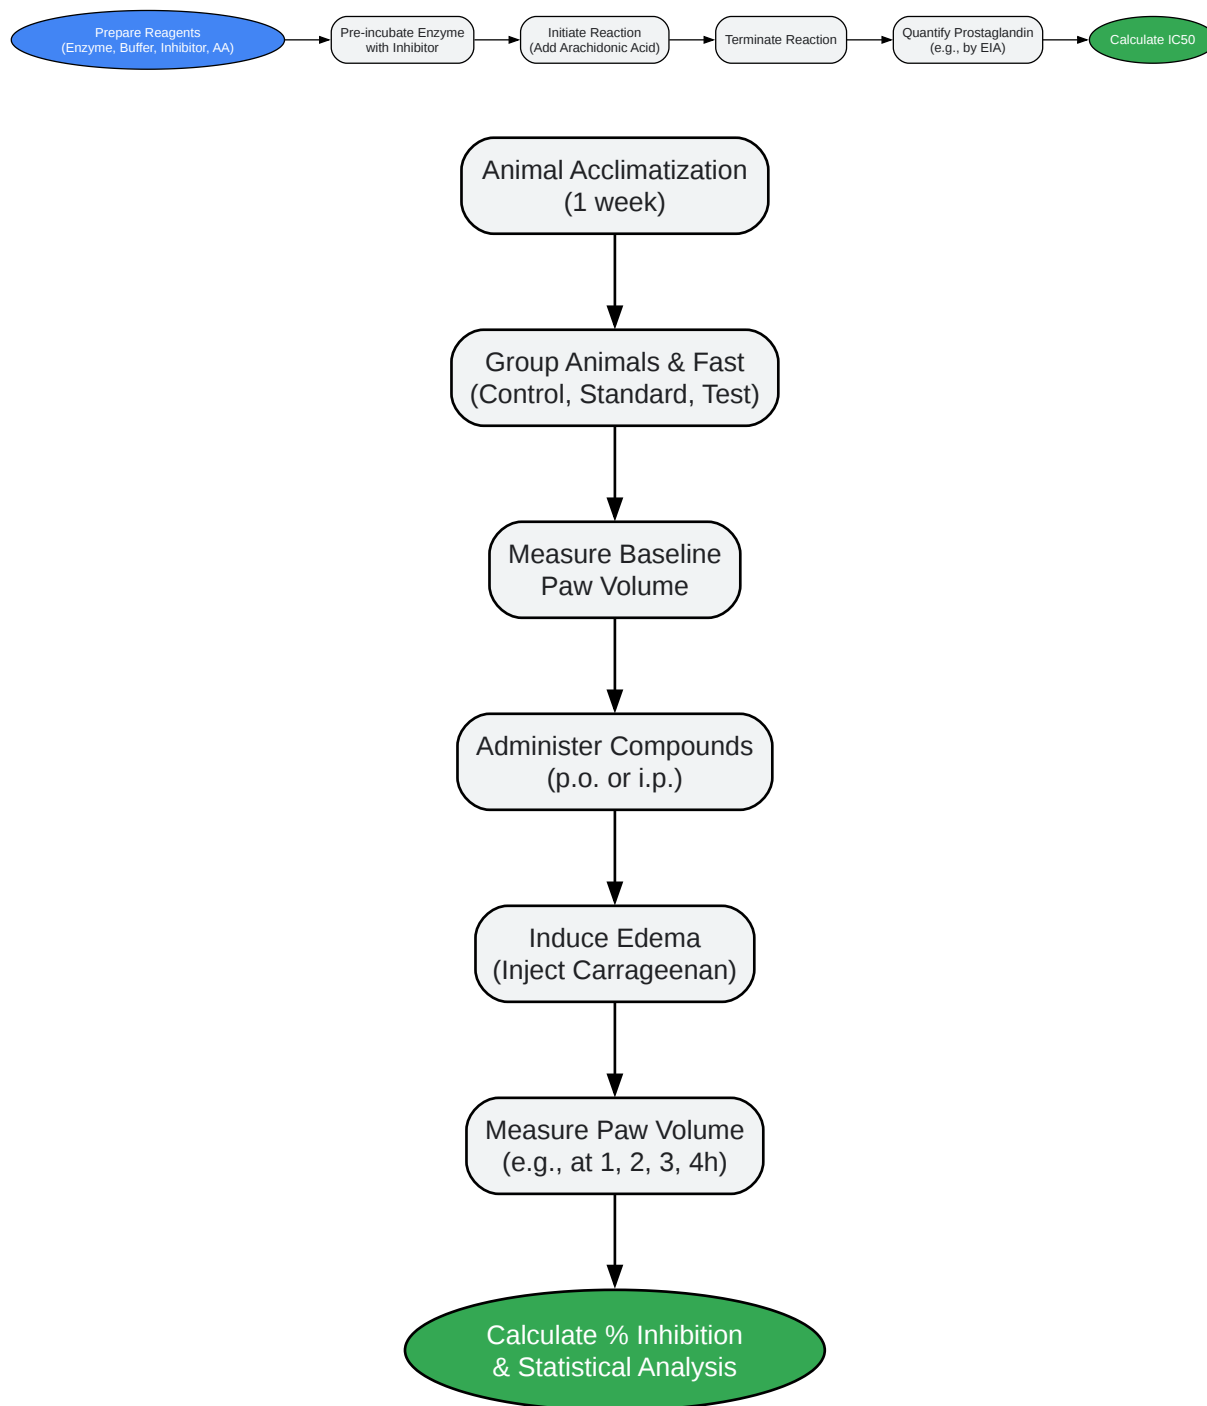 Prepare Reagents
(Enzyme, Buffer, Inhibitor, AA)
Pre-incubate Enzyme
with Inhibitor
Initiate Reaction
(Add Arachidonic Acid)
Terminate Reaction
Quantify Prostaglandin
(e.g., by EIA)
Calculate IC50
Animal Acclimatization
(1 week)
Group Animals & Fast
(Control, Standard, Test)
Measure Baseline
Paw Volume
Administer Compounds
(p.o. or i.p.)
Induce Edema
(Inject Carrageenan)
Measure Paw Volume
(e.g., at 1, 2, 3, 4h)
Calculate % Inhibition
& Statistical Analysis